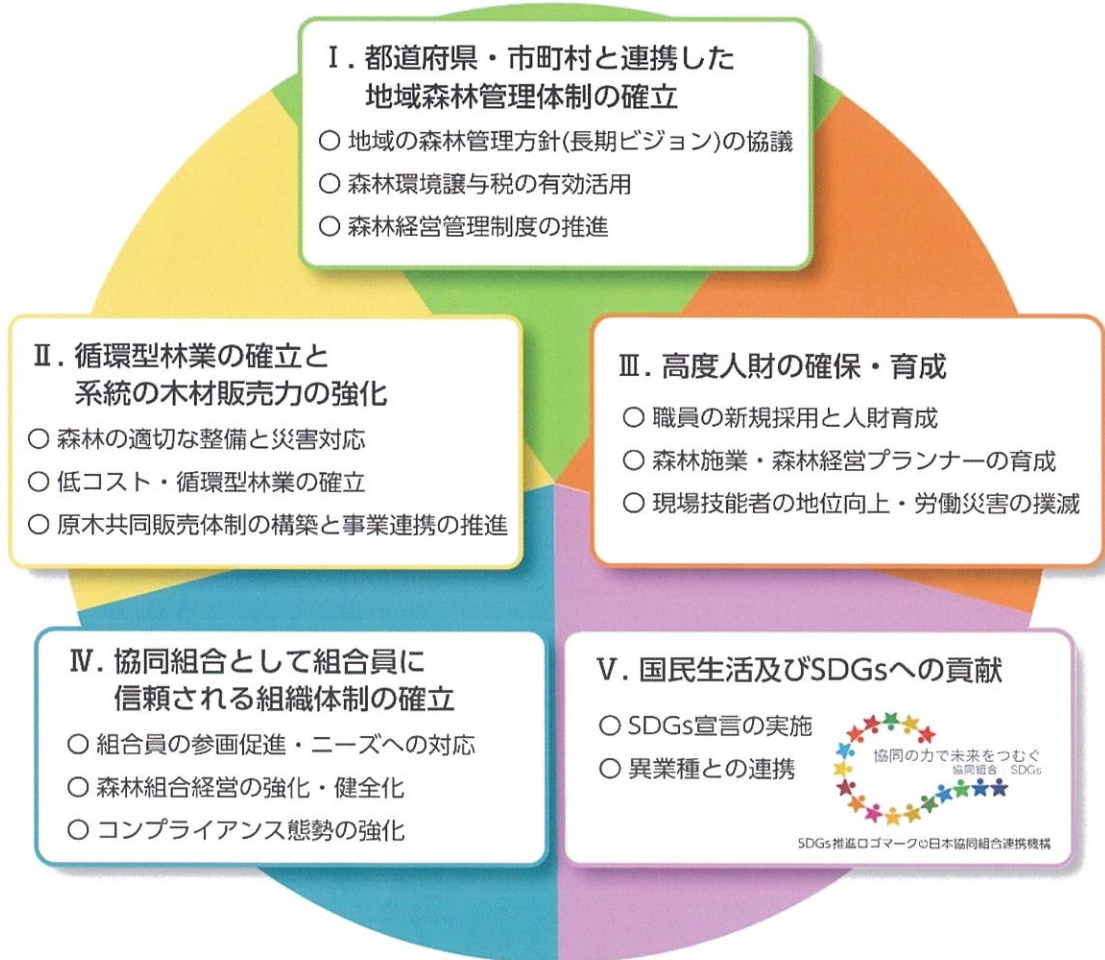 Ⅰ. 都道府県・市町村と連携した
地域森林管理体制の確立
○ 地域の森林管理方針(長期ビジョン)の協議
○ 森林環境譲与税の有効活用
○ 森林経営管理制度の推進
Ⅱ. 循環型林業の確立と
系統の木材販売力の強化
○ 森林の適切な整備と災害対応
○ 低コスト・循環型林業の確立
○ 原木共同販売体制の構築と事業連携の推進
Ⅲ. 高度人財の確保・育成
○ 職員の新規採用と人財育成
○ 森林施業・森林経営プランナーの育成
○ 現場技能者の地位向上・労働災害の撲滅
Ⅳ. 協同組合として組合員に
信頼される組織体制の確立
○ 組合員の参画促進・ニーズへの対応
○ 森林組合経営の強化・健全化
○ コンプライアンス態勢の強化
Ⅴ. 国民生活及びSDGsへの貢献
○ SDGs宣言の実施
○ 異業種との連携
協同の力で未来をつむぐ
協同組合 SDGs
SDGs推進ロゴマーク©日本協同組合連携機構